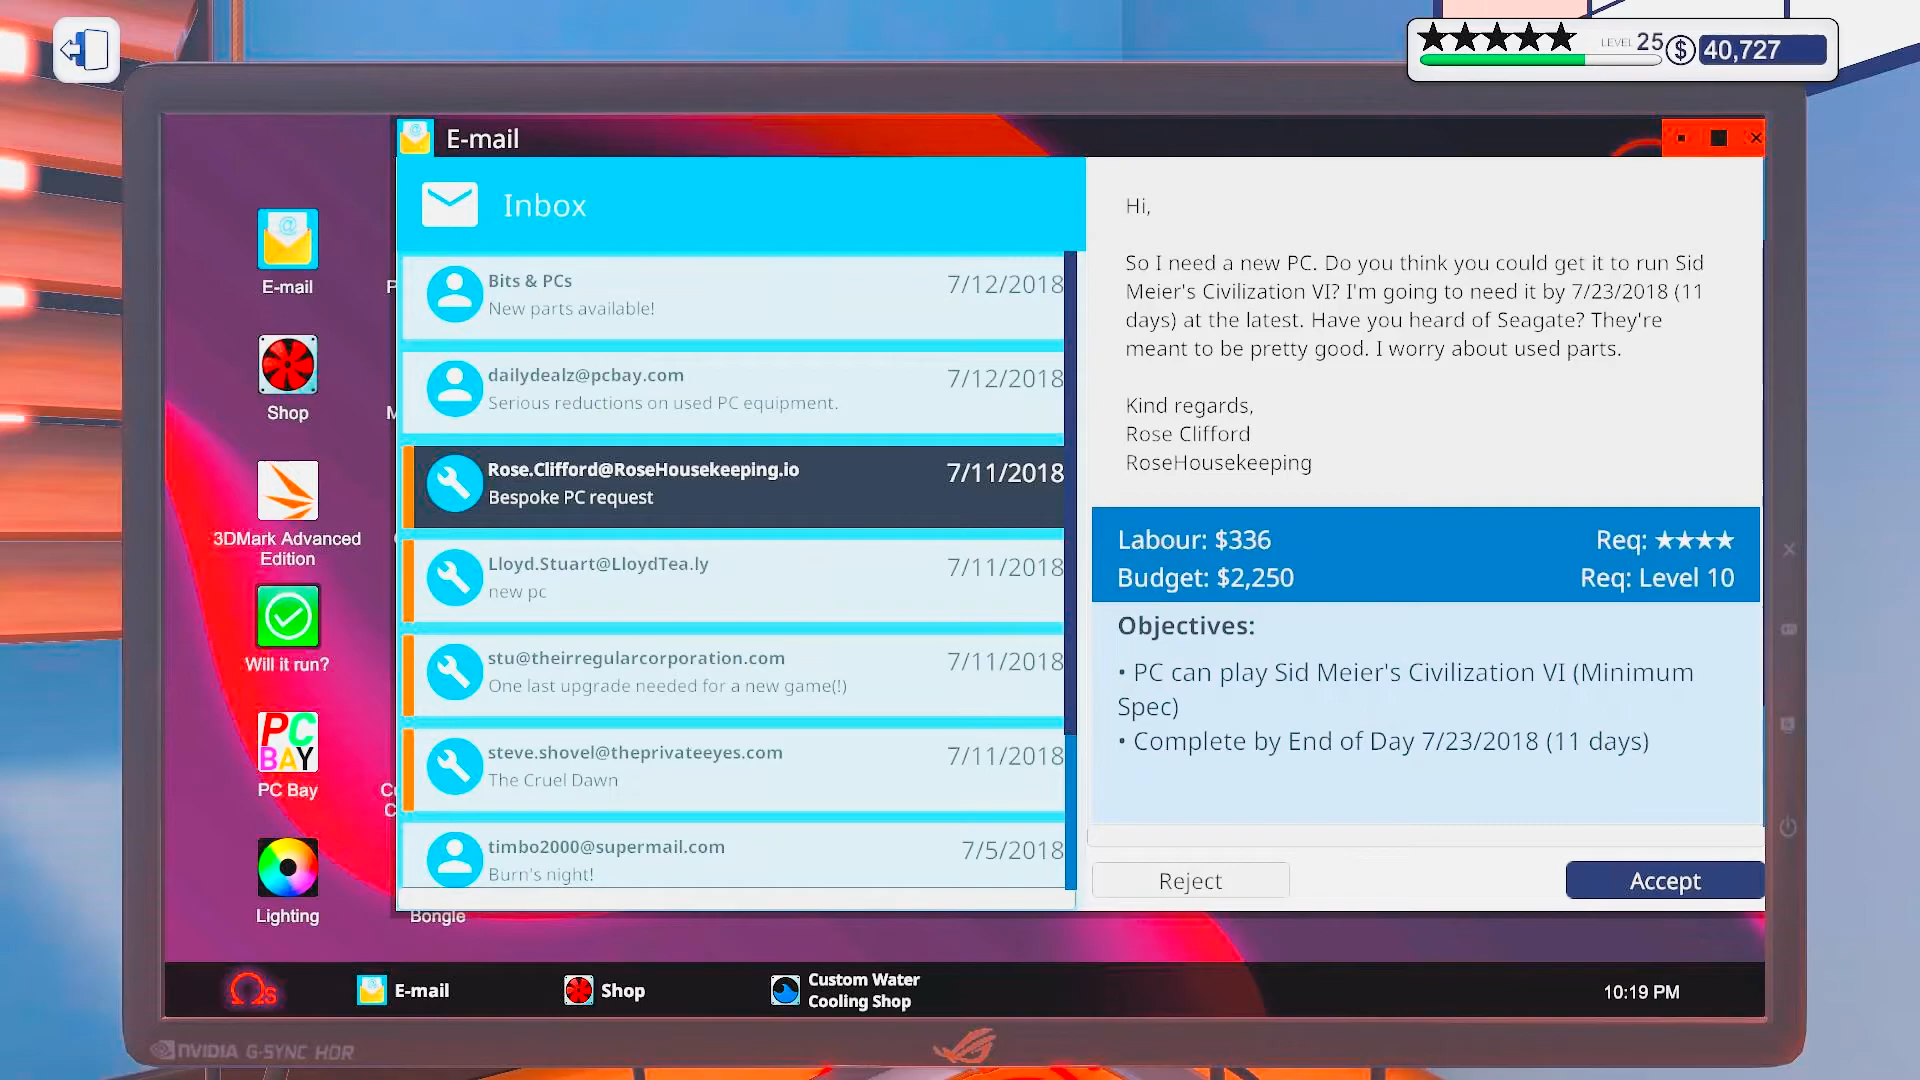 LEVEL 25
$ 40,727
E-mail
Inbox
Bits & PCs
7/12/2018
New parts available!
dailydealz@pcbay.com
7/12/2018
Serious reductions on used PC equipment.
Rose.Clifford@RoseHousekeeping.io
7/11/2018
Bespoke PC request
Lloyd.Stuart@LloydTea.ly
7/11/2018
new pc
stu@theirregularcorporation.com
7/11/2018
One last upgrade needed for a new game(!)
steve.shovel@theprivateeyes.com
7/11/2018
The Cruel Dawn
timbo2000@supermail.com
7/5/2018
Burn's night!
Hi,
So I need a new PC. Do you think you could get it to run Sid
Meier's Civilization VI? I'm going to need it by 7/23/2018 (11
days) at the latest. Have you heard of Seagate? They're
meant to be pretty good. I worry about used parts.
Kind regards,
Rose Clifford
RoseHousekeeping
Labour: $336
Req: ★★★★
Budget: $2,250
Req: Level 10
Objectives:
• PC can play Sid Meier's Civilization VI (Minimum
Spec)
• Complete by End of Day 7/23/2018 (11 days)
Reject
Accept
E-mail
Shop
3DMark Advanced
Edition
Will it run?
PC
BAY
PC Bay
Lighting
Bongle
E-mail
Shop
Custom Water
Cooling Shop
10:19 PM
NVIDIA G-SYNC HDR